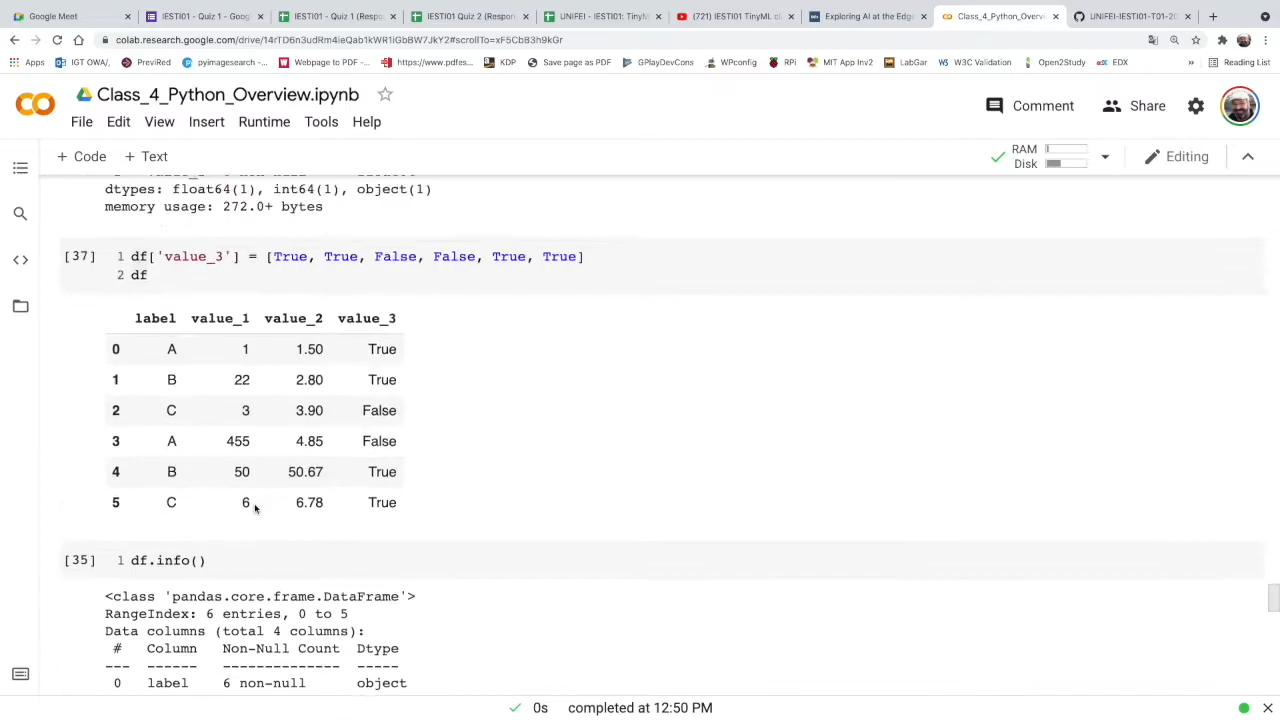 Google Meet
IESTI01 - Quiz 1 - Goog
IESTI01 - Quiz 1 (Respo
IESTI01 Quiz 2 (Respon
UNIFEI - IESTI01: TinyM
(721) IESTI01 TinyML cl
Exploring AI at the Edge
Class_4_Python_Overvi
UNIFEI-IESTI01-T01-20
colab.research.google.com/drive/14rTD6n3udRm4ieQab1kWR1iGbBW7JkY2#scrollTo=xF5CbB3h9kGr
Apps
IGT OWA/,
PreviRed
pyimagesearch -...
Webpage to PDF -...
https://www.pdfes...
KDP
Save page as PDF
GPlayDevCons
WPconfig
RPi
MIT App Inv2
LabGar
W3C Validation
Open2Study
EDX
»
Reading List
Class_4_Python_Overview.ipynb
Comment
Share
File Edit View Insert Runtime Tools Help
+ Code + Text
RAM
Disk
Editing
dtypes: float64(1), int64(1), object(1)
memory usage: 272.0+ bytes
[37] 1 df['value_3'] = [True, True, False, False, True, True]
2 df
label value_1 value_2 value_3
0 A 1 1.50 True
1 B 22 2.80 True
2 C 3 3.90 False
3 A 455 4.85 False
4 B 50 50.67 True
5 C 6 6.78 True
[35] 1 df.info()
<class 'pandas.core.frame.DataFrame'>
RangeIndex: 6 entries, 0 to 5
Data columns (total 4 columns):
# Column Non-Null Count Dtype
--- ------ -------------- -----
0 label 6 non-null object
0s completed at 12:50 PM